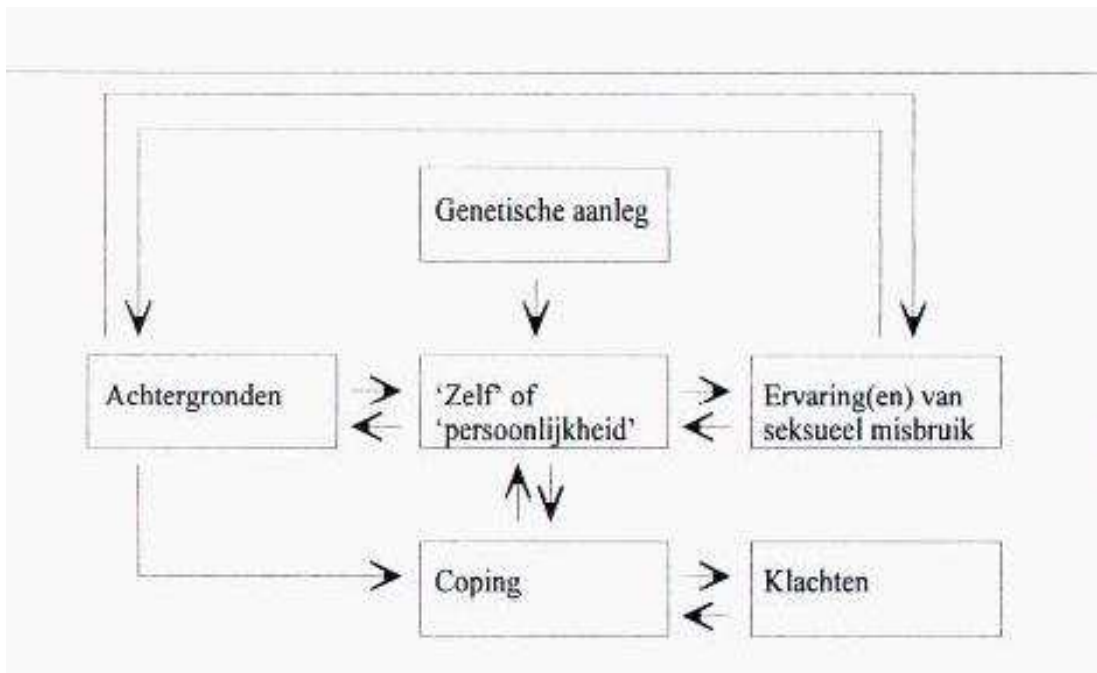 Genetische aanleg
Achtergronden
‘Zelf’ of
‘persoonlijkheid’
Ervaring(en) van
seksueel misbruik
Coping
Klachten